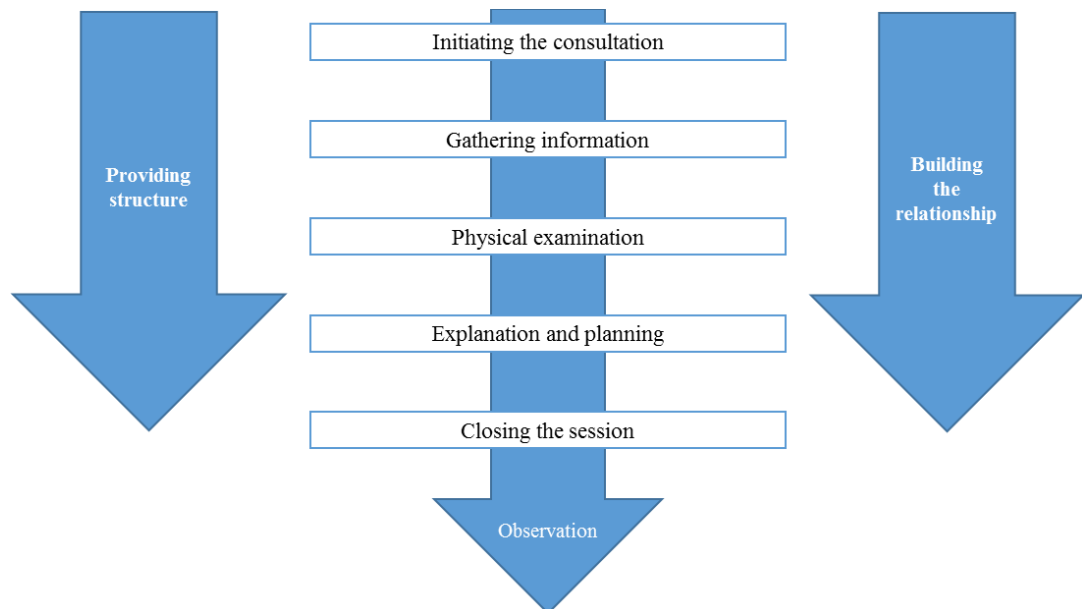 Initiating the consultation
Gathering information
Providing
structure
Building
the
relationship
Physical examination
Explanation and planning
Closing the session
Observation